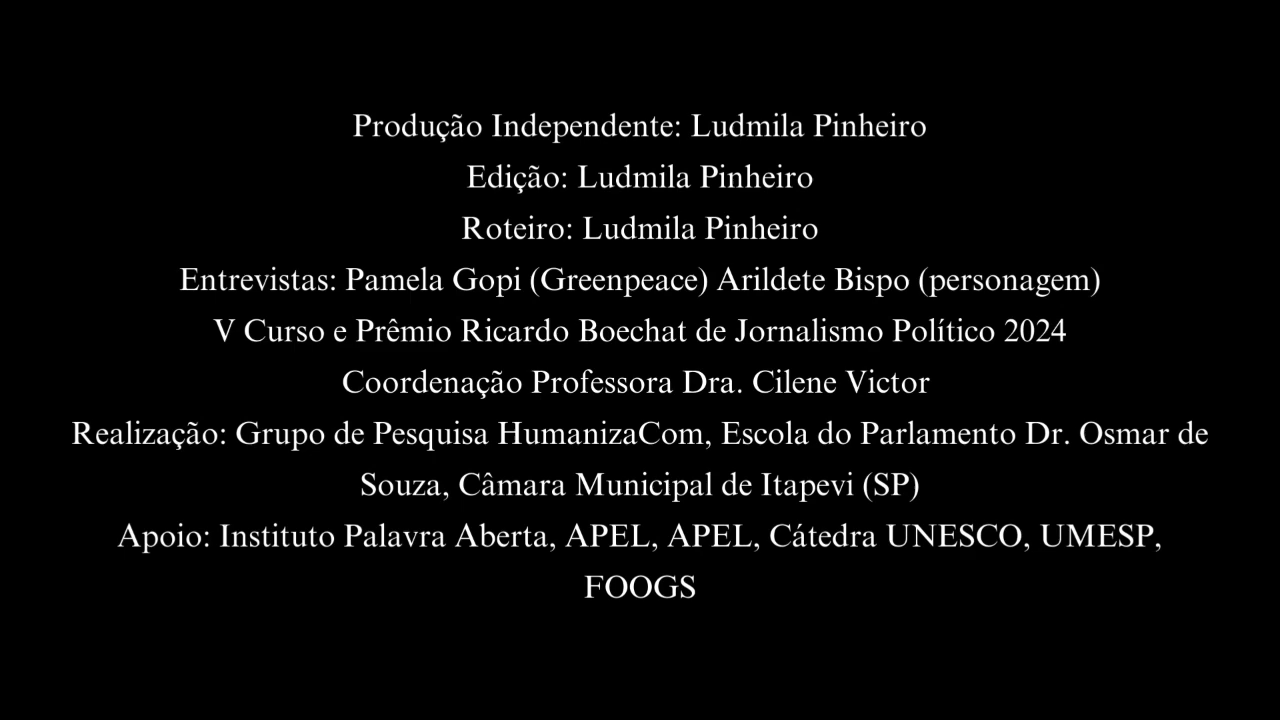 Produção Independente: Ludmila Pinheiro
Edição: Ludmila Pinheiro
Roteiro: Ludmila Pinheiro
Entrevistas: Pamela Gopi (Greenpeace) Arildete Bispo (personagem)
V Curso e Prêmio Ricardo Boechat de Jornalismo Político 2024
Coordenação Professora Dra. Cilene Victor
Realização: Grupo de Pesquisa HumanizaCom, Escola do Parlamento Dr. Osmar de
Souza, Câmara Municipal de Itapevi (SP)
Apoio: Instituto Palavra Aberta, APEL, APEL, Cátedra UNESCO, UMESP,
FOOGS